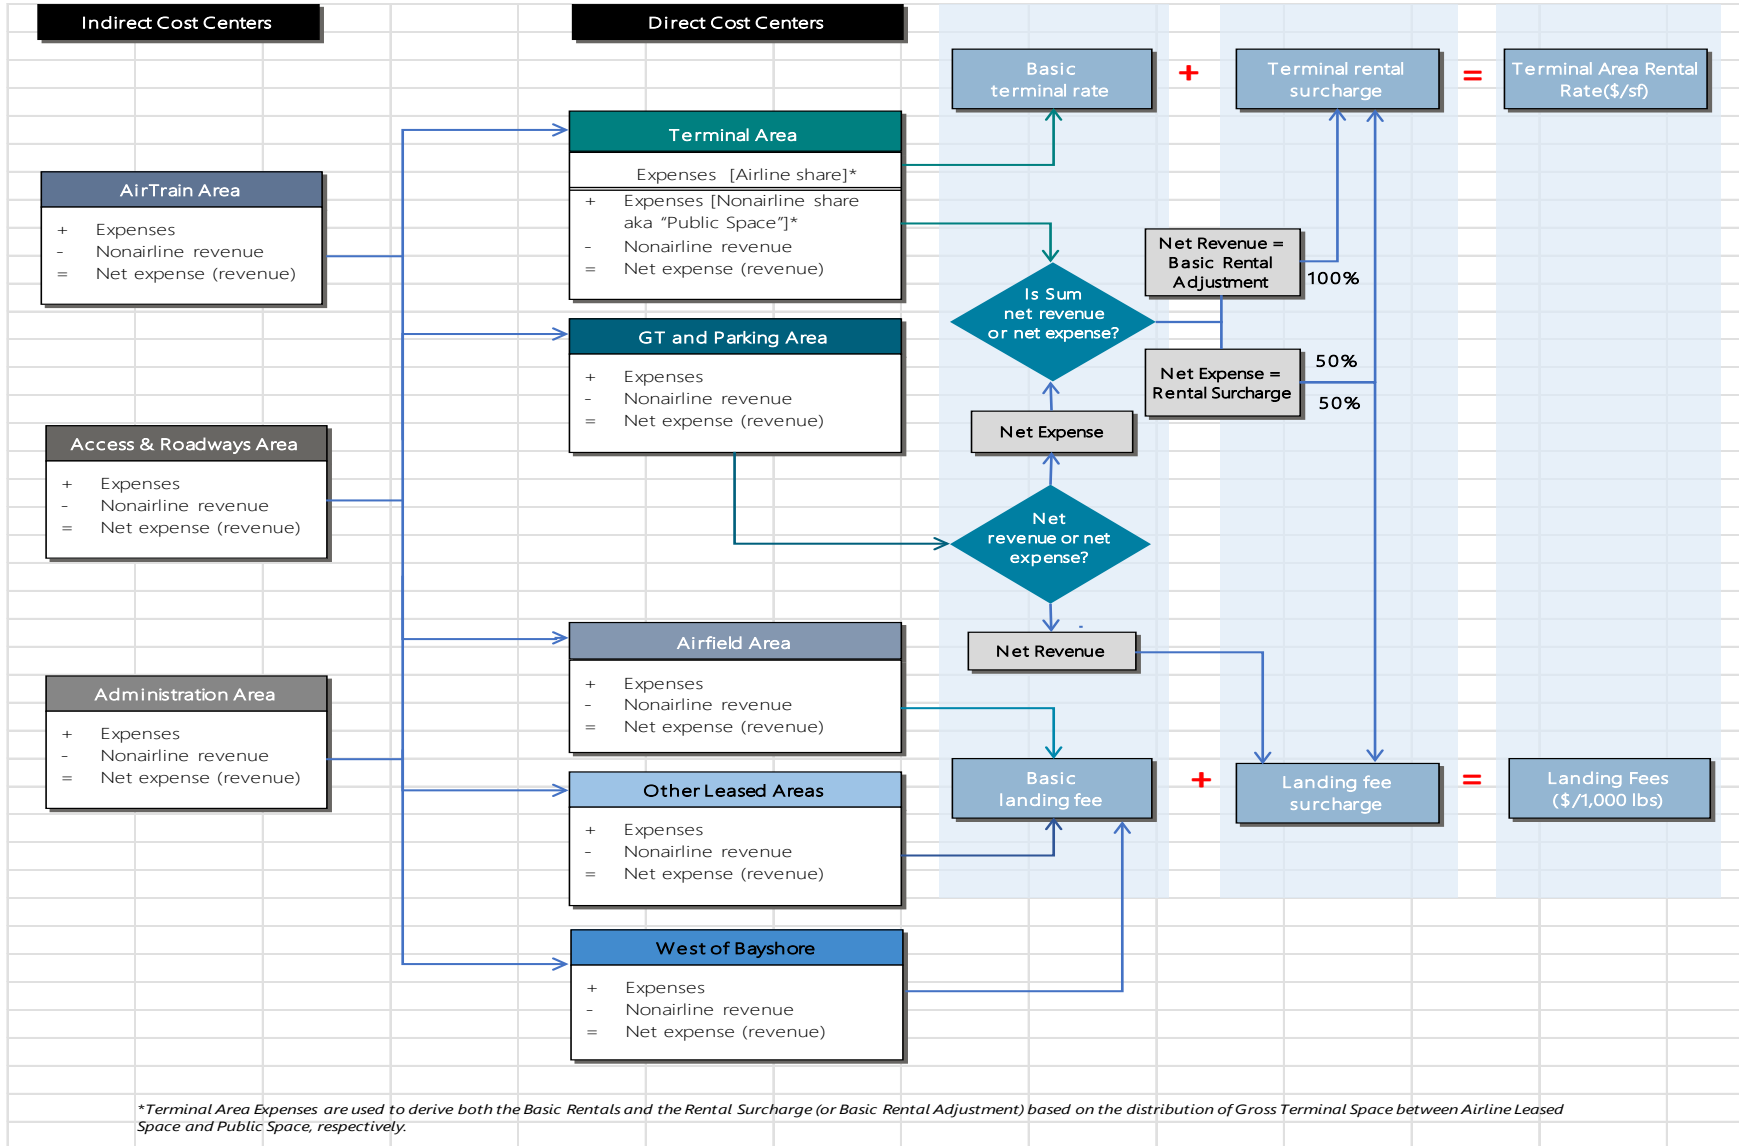 Indirect Cost Centers
Direct Cost Centers
Basic
terminal rate
+
Terminal rental
surcharge
=
Terminal Area Rental
Rate($/sf)
Terminal Area
Expenses [Airline share]*
+ Expenses [Nonairline share
aka “Public Space”]*
- Nonairline revenue
= Net expense (revenue)
AirTrain Area
+ Expenses
- Nonairline revenue
= Net expense (revenue)
Net Revenue =
Basic Rental
Adjustment
100%
Is Sum
net revenue
or net expense?
GT and Parking Area
+ Expenses
- Nonairline revenue
= Net expense (revenue)
Net Expense =
Rental Surcharge
50%
50%
Net Expense
Access & Roadways Area
+ Expenses
- Nonairline revenue
= Net expense (revenue)
Net
revenue or net
expense?
-
Net Revenue
Airfield Area
+ Expenses
- Nonairline revenue
= Net expense (revenue)
Administration Area
+ Expenses
- Nonairline revenue
= Net expense (revenue)
Basic
landing fee
+
Landing fee
surcharge
=
Landing Fees
($/1,000 lbs)
Other Leased Areas
+ Expenses
- Nonairline revenue
= Net expense (revenue)
West of Bayshore
+ Expenses
- Nonairline revenue
= Net expense (revenue)
*Terminal Area Expenses are used to derive both the Basic Rentals and the Rental Surcharge (or Basic Rental Adjustment) based on the distribution of Gross Terminal Space between Airline Leased
Space and Public Space, respectively.